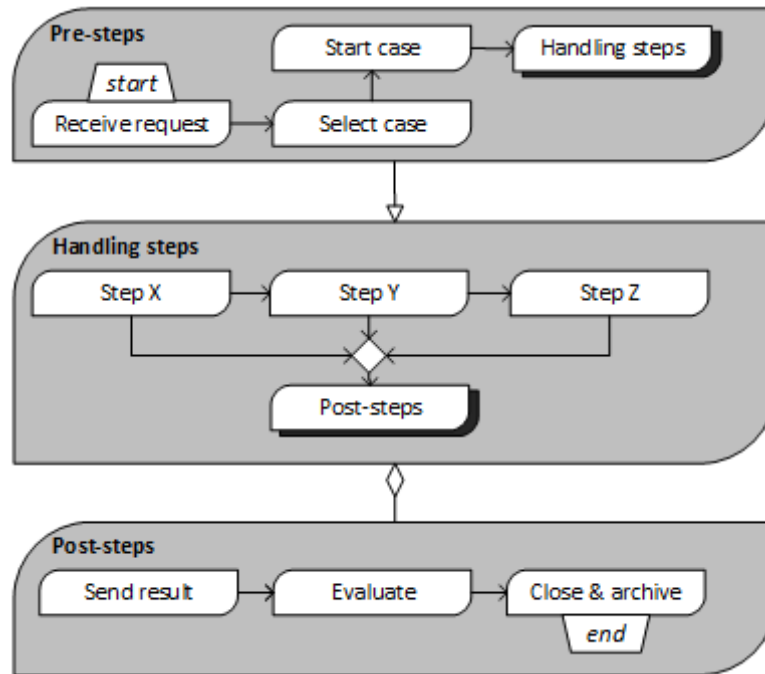 Pre-steps
Start case
Handling steps
start
Receive request
Select case
Handling steps
Step X
Step Y
Step Z
Post-steps
Post-steps
Send result
Evaluate
Close & archive
end